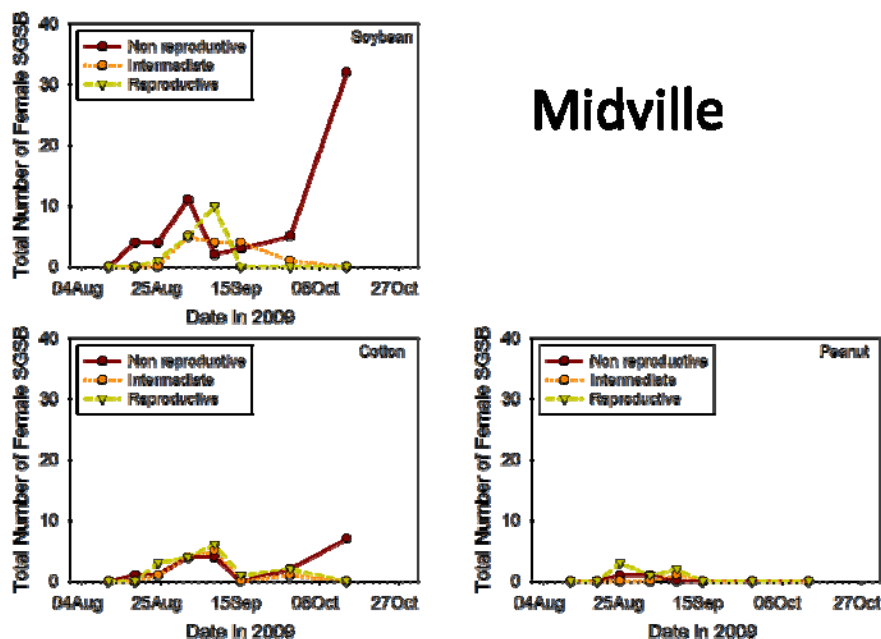 Midville
Total Number of Female SGSB
40
30
20
10
0
Soybean
Non reproductive
Intermediate
Reproductive
04Aug 25Aug 15Sep 06Oct 27Oct
Date in 2009
Total Number of Female SGSB
40
30
20
10
0
Cotton
Non reproductive
Intermediate
Reproductive
04Aug 25Aug 15Sep 06Oct 27Oct
Date in 2009
Total Number of Female SGSB
40
30
20
10
0
Peanut
Non reproductive
Intermediate
Reproductive
04Aug 25Aug 15Sep 06Oct 27Oct
Date in 2009